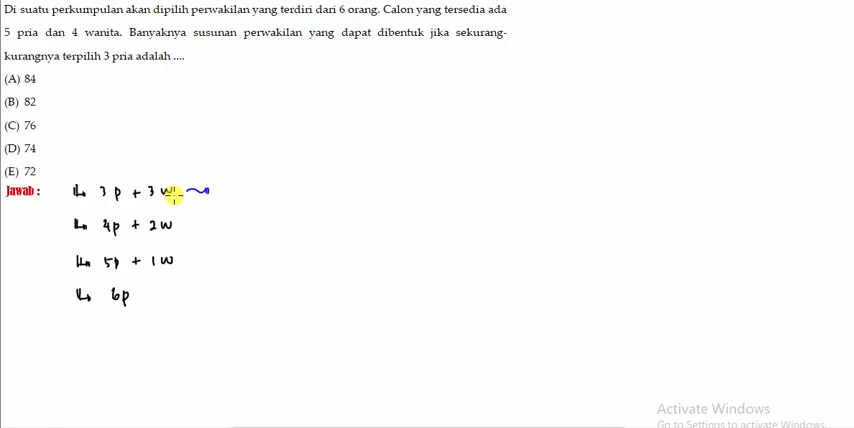 Di suatu perkumpulan akan dipilih perwakilan yang terdiri dari 6 orang. Calon yang tersedia ada
5 pria dan 4 wanita. Banyaknya susunan perwakilan yang dapat dibentuk jika sekurang-
kurangnya terpilih 3 pria adalah ....
(A) 84
(B) 82
(C) 76
(D) 74
(E) 72
Jawab : ↳ 3p + 3w
↳ 4p + 2w
↳ 5p + 1w
↳ 6p
Activate Windows
Go to Settings to activate Windows.